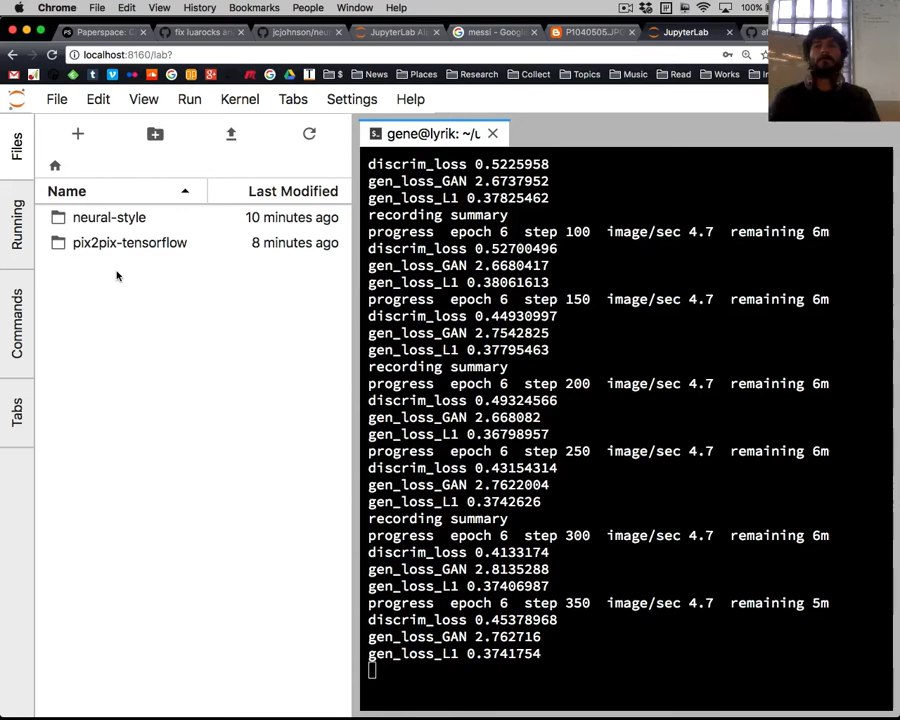 Chrome File Edit View History Bookmarks People Window Help 100%
Paperspace: C fix luarocks an jcjohnson/neur JupyterLab Al messi - Google P1040505.JPG JupyterLab
localhost:8160/lab?
$ News Places Research Collect Topics Music Read Works
File Edit View Run Kernel Tabs Settings Help
Files
Running
Commands
Tabs
Name Last Modified
neural-style 10 minutes ago
pix2pix-tensorflow 8 minutes ago
gene@lyrik: ~/u
discrim_loss 0.5225958
gen_loss_GAN 2.6737952
gen_loss_L1 0.37825462
recording summary
progress epoch 6 step 100 image/sec 4.7 remaining 6m
discrim_loss 0.52700496
gen_loss_GAN 2.6680417
gen_loss_L1 0.38061613
progress epoch 6 step 150 image/sec 4.7 remaining 6m
discrim_loss 0.44930997
gen_loss_GAN 2.7542825
gen_loss_L1 0.37795463
recording summary
progress epoch 6 step 200 image/sec 4.7 remaining 6m
discrim_loss 0.49324566
gen_loss_GAN 2.668082
gen_loss_L1 0.36798957
progress epoch 6 step 250 image/sec 4.7 remaining 6m
discrim_loss 0.43154314
gen_loss_GAN 2.7622004
gen_loss_L1 0.3742626
recording summary
progress epoch 6 step 300 image/sec 4.7 remaining 6m
discrim_loss 0.4133174
gen_loss_GAN 2.8135288
gen_loss_L1 0.37406987
progress epoch 6 step 350 image/sec 4.7 remaining 5m
discrim_loss 0.45378968
gen_loss_GAN 2.762716
gen_loss_L1 0.3741754